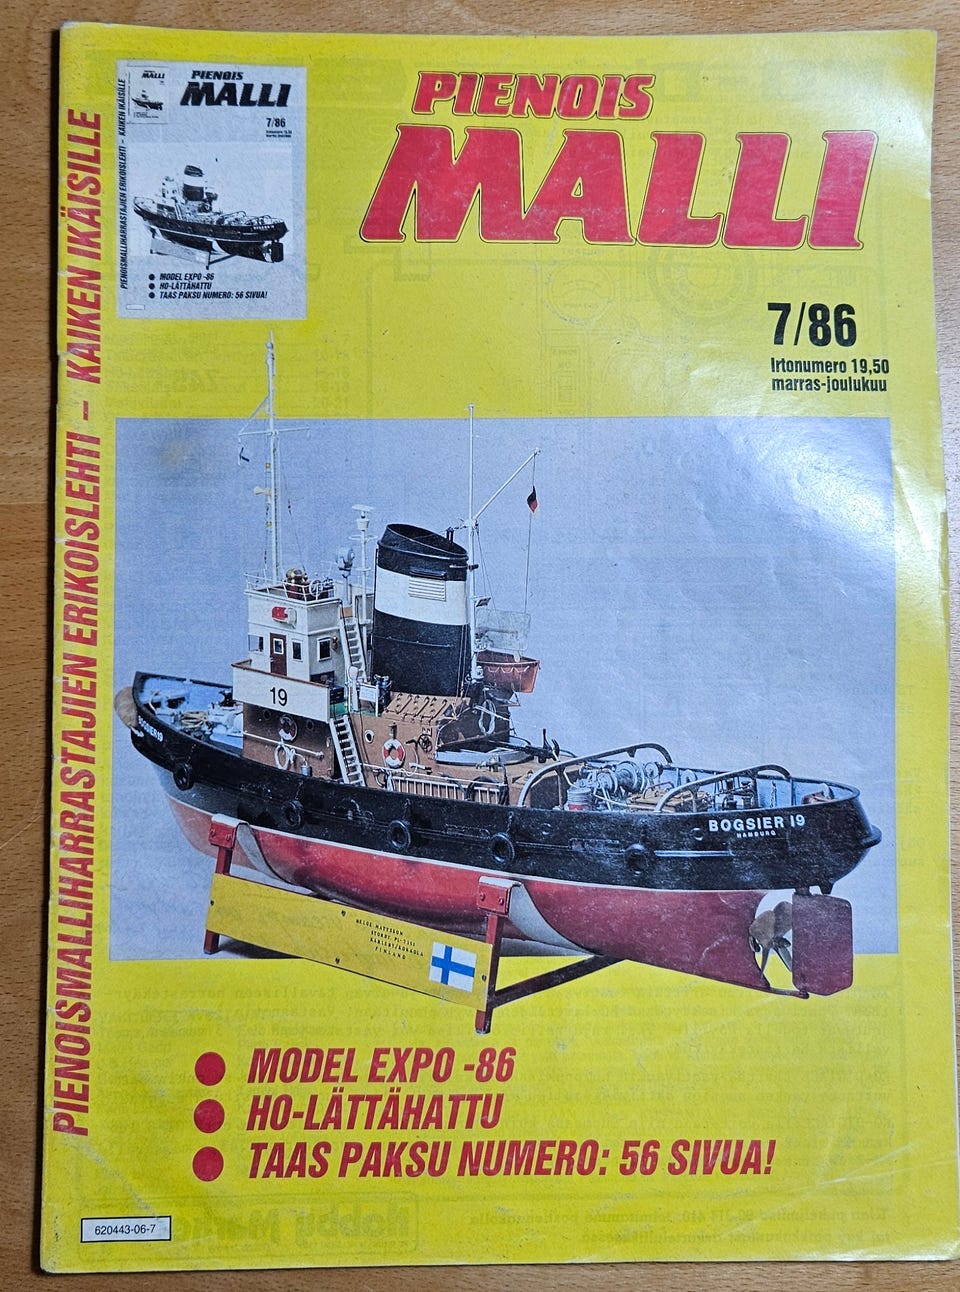 PIENOISMALLIHARRASTAJIEN ERIKOISLEHTI – KAIKEN IKÄISILLE
MALLI
PIENOIS
MALLI
7/86
PIENOISMALLIHARRASTAJIEN ERIKOISLEHTI – KAIKEN IKÄISILLE
MODEL EXPO -86
HO-LÄTTÄHATTU
TAAS PAKSU NUMERO: 56 SIVUA!
PIENOIS
MALLI
7/86
Irtonumero 19,50
marras-joulukuu
19
BOGSIER 19
BOGSIER 19
HAMBURG
FINLAND
MODEL EXPO -86
HO-LÄTTÄHATTU
TAAS PAKSU NUMERO: 56 SIVUA!
620443-06-7